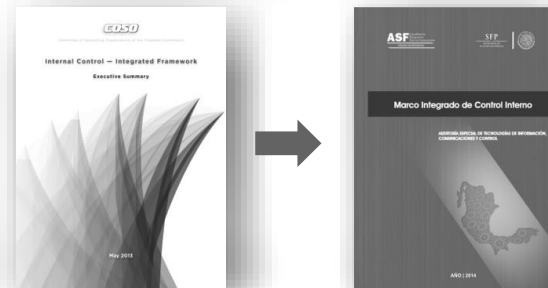 COSO
Internal Control — Integrated Framework
Executive Summary
May 2013
ASF
SFP
Marco Integrado de Control Interno
AUDITORÍA ESPECIAL DE TECNOLOGÍAS DE INFORMACIÓN,
COMUNICACIONES Y CONTROL
AÑO | 2014